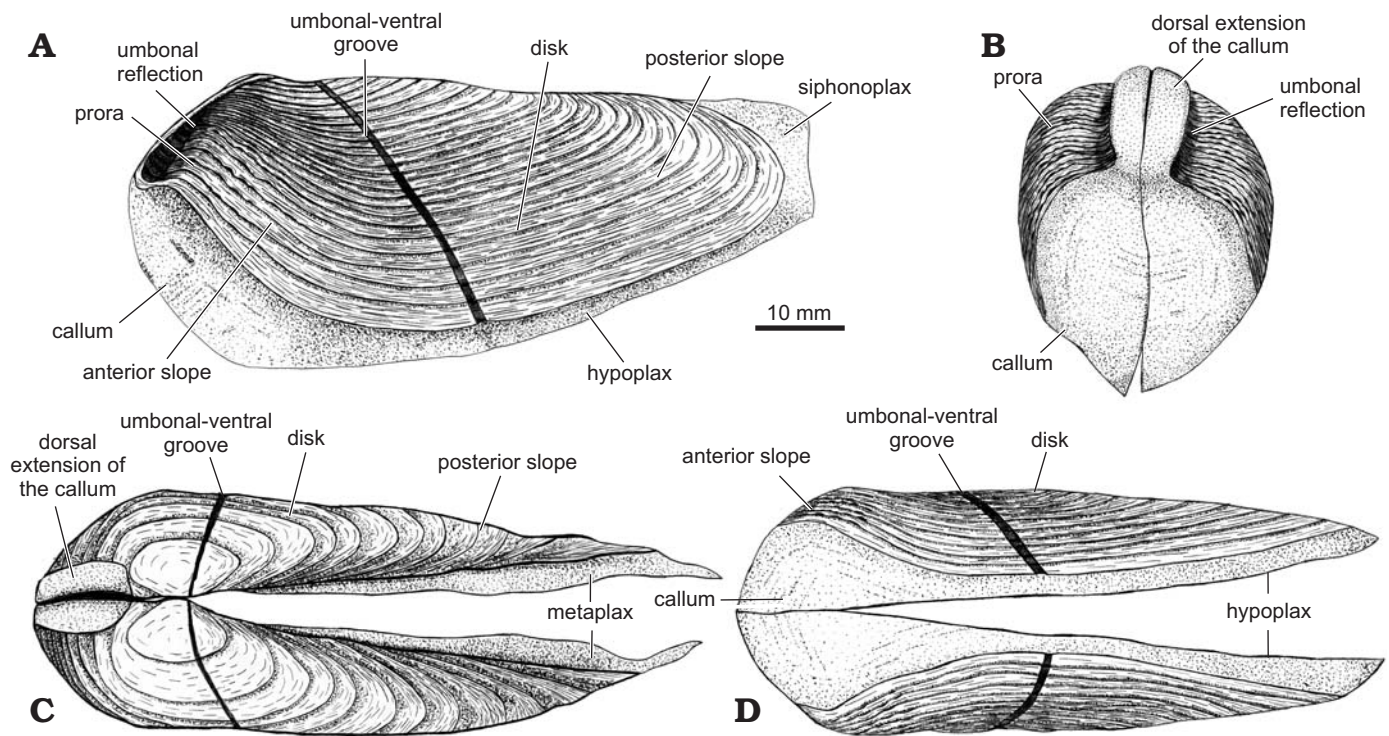 A
umbonal-ventral
groove
umbonal
reflection
prora
disk
posterior slope
siphonoplax
callum
anterior slope
hypoplax
10 mm
B
dorsal extension
of the callum
prora
umbonal
reflection
callum
C
dorsal
extension of
the callum
umbonal-ventral
groove
disk
posterior slope
metaplax
D
anterior slope
umbonal-ventral
groove
disk
callum
hypoplax